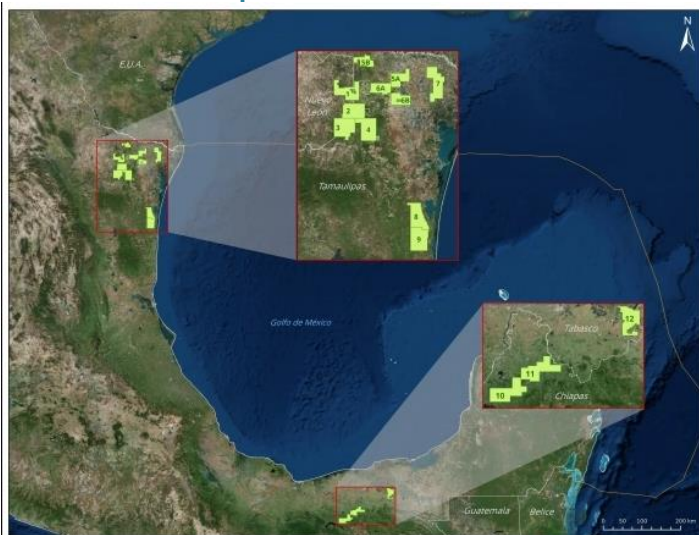 N
E.U.A.
5B
5A
7
1
6A
6B
Nuevo
León
2
3
4
Tamaulipas
8
9
Golfo de México
12
Tabasco
11
10
Chiapas
Guatemala
Belice
0 50 100 200 km